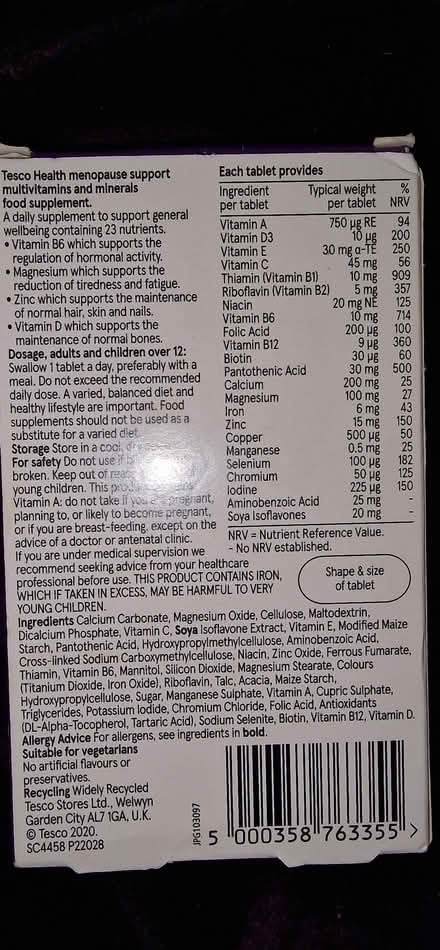 Tesco Health menopause support
multivitamins and minerals
food supplement.
A daily supplement to support general
wellbeing containing 23 nutrients.
• Vitamin B6 which supports the
regulation of hormonal activity.
• Magnesium which supports the
reduction of tiredness and fatigue.
• Zinc which supports the maintenance
of normal hair, skin and nails.
• Vitamin D which supports the
maintenance of normal bones.
Dosage, adults and children over 12:
Swallow 1 tablet a day, preferably with a
meal. Do not exceed the recommended
daily dose. A varied, balanced diet and
healthy lifestyle are important. Food
supplements should not be used as a
substitute for a varied diet.
Storage Store in a cool,
For safety Do not use if
broken. Keep out of
young children. This
Vitamin A: do not take if you are pregnant,
planning to, or likely to become pregnant,
or if you are breast-feeding, except on the
advice of a doctor or antenatal clinic.
If you are under medical supervision we
recommend seeking advice from your healthcare
professional before use. THIS PRODUCT CONTAINS IRON,
WHICH IF TAKEN IN EXCESS, MAY BE HARMFUL TO VERY
YOUNG CHILDREN.
Each tablet provides
Ingredient Typical weight %
per tablet per tablet NRV
Vitamin A 750 µg RE 94
Vitamin D3 10 µg 200
Vitamin E 30 mg α-TE 250
Vitamin C 45 mg 56
Thiamin (Vitamin B1) 10 mg 909
Riboflavin (Vitamin B2) 5 mg 357
Niacin 20 mg NE 125
Vitamin B6 10 mg 714
Folic Acid 200 µg 100
Vitamin B12 9 µg 360
Biotin 30 µg 60
Pantothenic Acid 30 mg 500
Calcium 200 mg 25
Magnesium 100 mg 27
Iron 6 mg 43
Zinc 15 mg 150
Copper 500 µg 50
Manganese 0.5 mg 25
Selenium 100 µg 182
Chromium 50 µg 125
Iodine 225 µg 150
Aminobenzoic Acid 25 mg -
Soya Isoflavones 20 mg -
NRV = Nutrient Reference Value.
- No NRV established.
Shape & size
of tablet
Ingredients Calcium Carbonate, Magnesium Oxide, Cellulose, Maltodextrin,
Dicalcium Phosphate, Vitamin C, Soya Isoflavone Extract, Vitamin E, Modified Maize
Starch, Pantothenic Acid, Hydroxypropylmethylcellulose, Aminobenzoic Acid,
Cross-linked Sodium Carboxymethylcellulose, Niacin, Zinc Oxide, Ferrous Fumarate,
Thiamin, Vitamin B6, Mannitol, Silicon Dioxide, Magnesium Stearate, Colours
(Titanium Dioxide, Iron Oxide), Riboflavin, Talc, Acacia, Maize Starch,
Hydroxypropylcellulose, Sugar, Manganese Sulphate, Vitamin A, Cupric Sulphate,
Triglycerides, Potassium Iodide, Chromium Chloride, Folic Acid, Antioxidants
(DL-Alpha-Tocopherol, Tartaric Acid), Sodium Selenite, Biotin, Vitamin B12, Vitamin D.
Allergy Advice For allergens, see ingredients in bold.
Suitable for vegetarians
No artificial flavours or
preservatives.
Recycling Widely Recycled
Tesco Stores Ltd., Welwyn
Garden City AL7 1GA, U.K.
© Tesco 2020.
SC4458 P22028
JPG103097
5 000358 763355 >